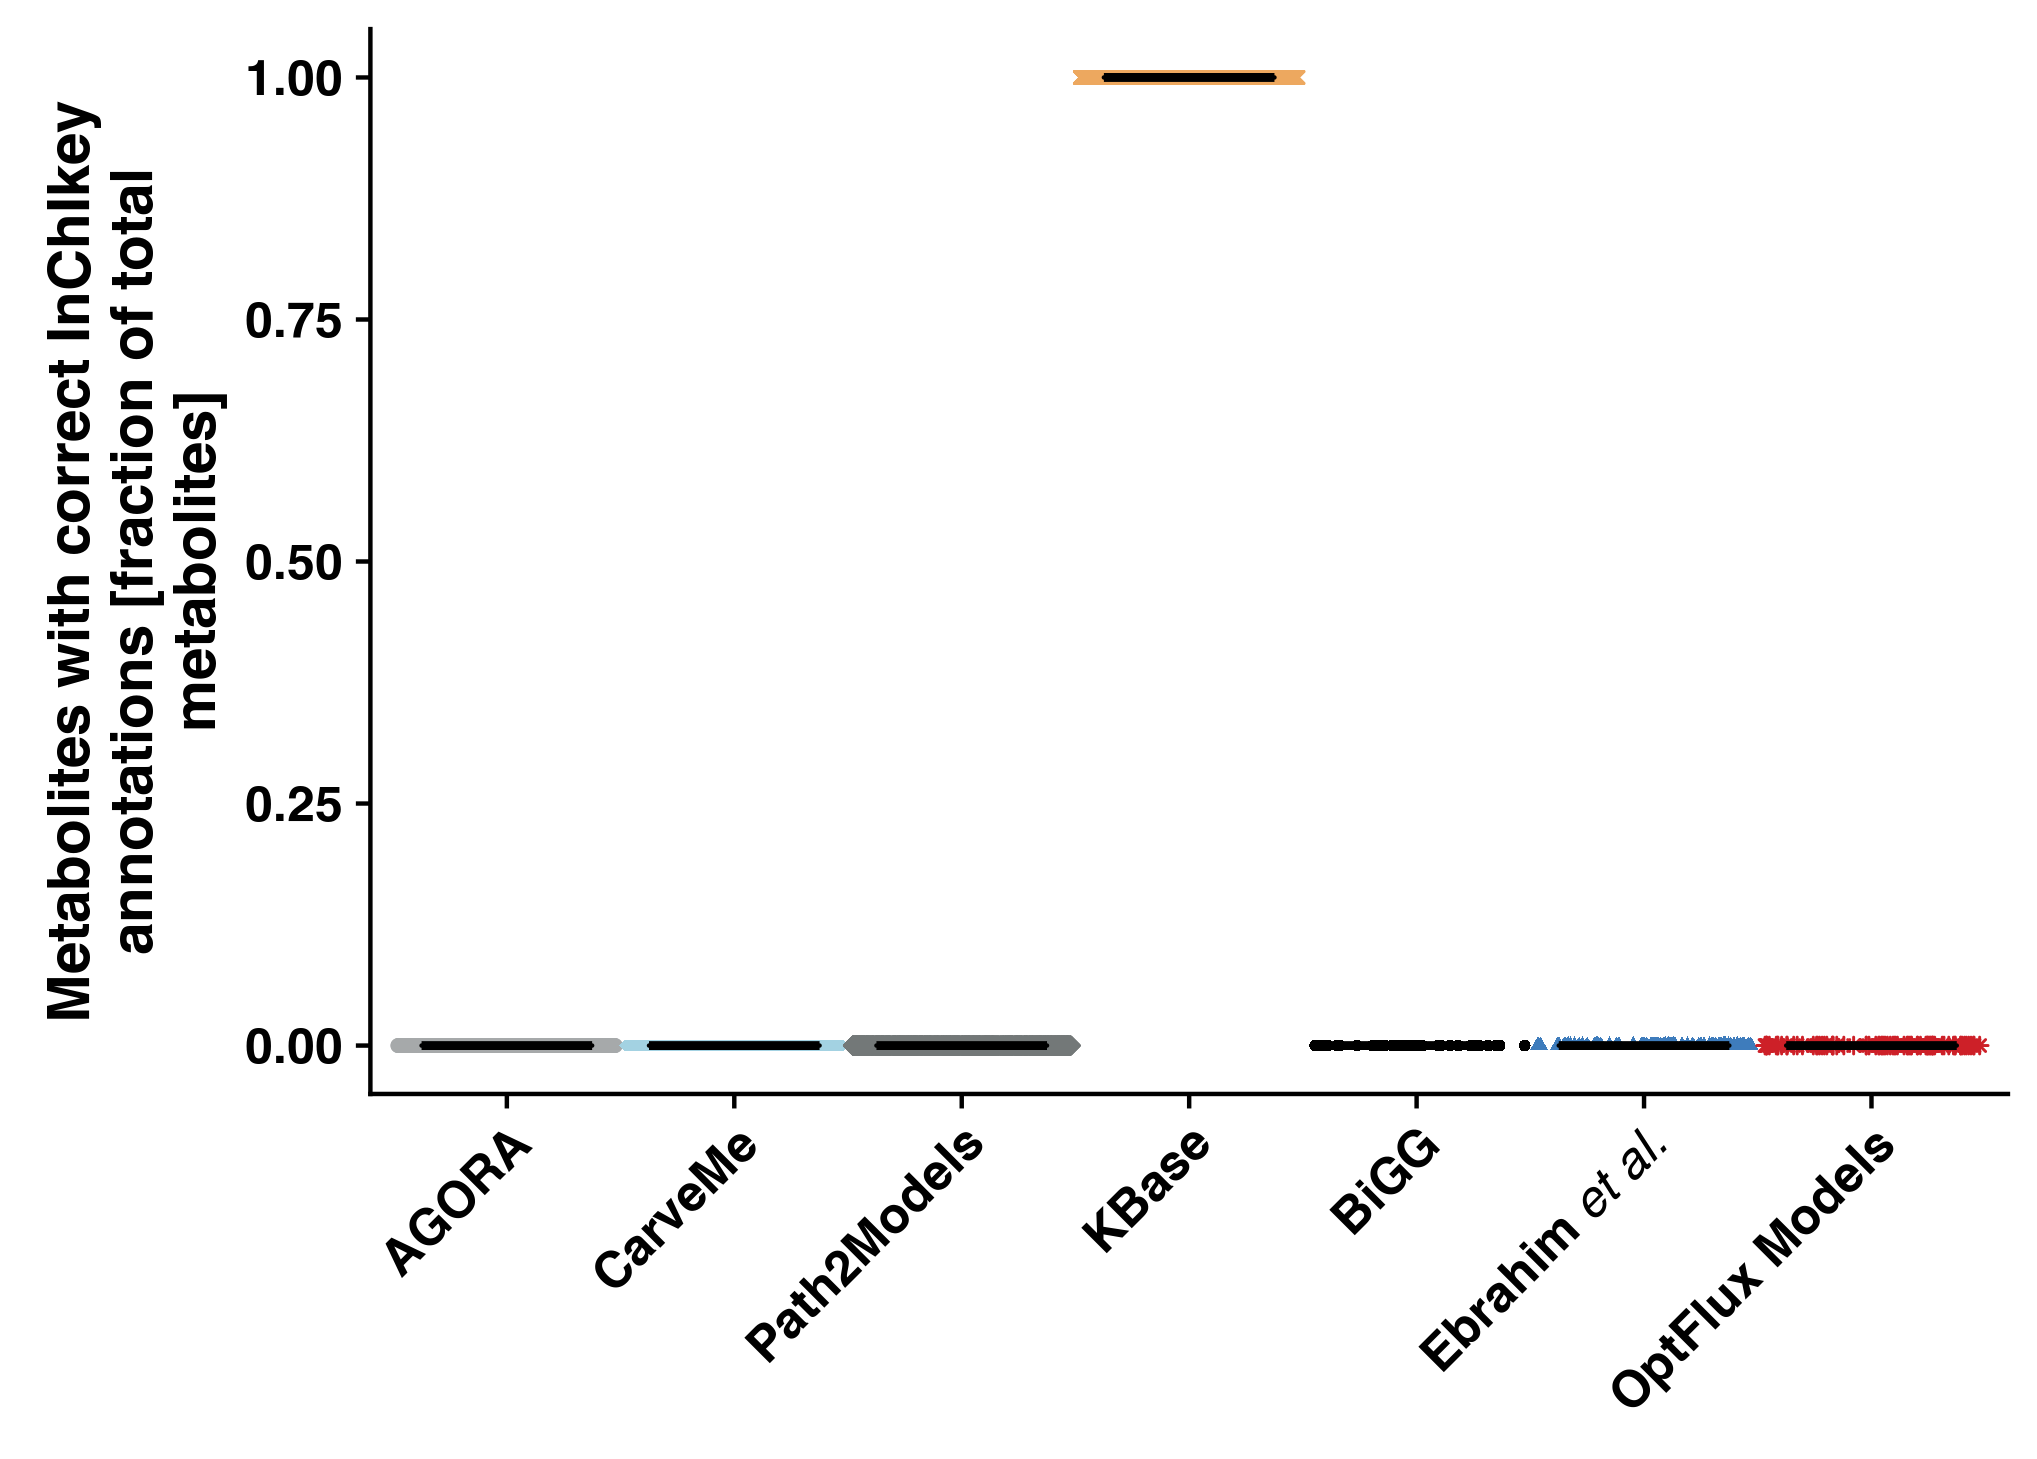 Metabolites with correct InChIkey
annotations [fraction of total
metabolites]
1.00
0.75
0.50
0.25
0.00
AGORA
CarveMe
Path2Models
KBase
BiGG
Ebrahim et al.
OptFlux Models